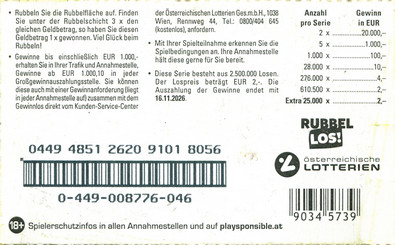 • Rubbeln Sie die Rubbelfläche auf. Finden
Sie unter der Rubbelschicht 3 x den
gleichen Geldbetrag, so haben Sie diesen
Geldbetrag 1 x gewonnen. Viel Glück beim
Rubbeln!
• Gewinne bis einschließlich EUR 1.000,-
erhalten Sie in Ihrer Trafik und Annahmestelle,
Gewinne ab EUR 1.000,10 in jeder
Großgewinnauszahlungsstelle. Sie können
diese auch mit einer Gewinnanforderung (liegt
in jeder Annahmestelle auf) zusammen mit dem
Gewinnlos direkt vom Kunden-Service-Center
der Österreichischen Lotterien Ges.m.b.H., 1038
Wien, Rennweg 44, Tel.: 0800/404 645
(kostenlos), anfordern.
• Mit Ihrer Spielteilnahme erkennen Sie die
Spielbedingungen an. Ihre Annahmestelle
hält diese gerne für Sie bereit.
• Diese Serie besteht aus 2.500.000 Losen.
Der Lospreis beträgt EUR 2,-. Die
Auszahlung der Gewinne endet mit
16.11.2026.
Anzahl Gewinn
pro Serie in EUR
2 x 20.000,-
5 x 1.000,-
1.000 x 100,-
28.000 x 10,-
276.000 x 4,-
610.500 x 2,-
Extra 25.000 x 2,-
RUBBEL
LOS!
österreichische
LOTTERIEN
0449 4851 2620 9101 8056
0-449-008776-046
9034 5739
18+ Spielerschutzinfos in allen Annahmestellen und auf playsponsible.at